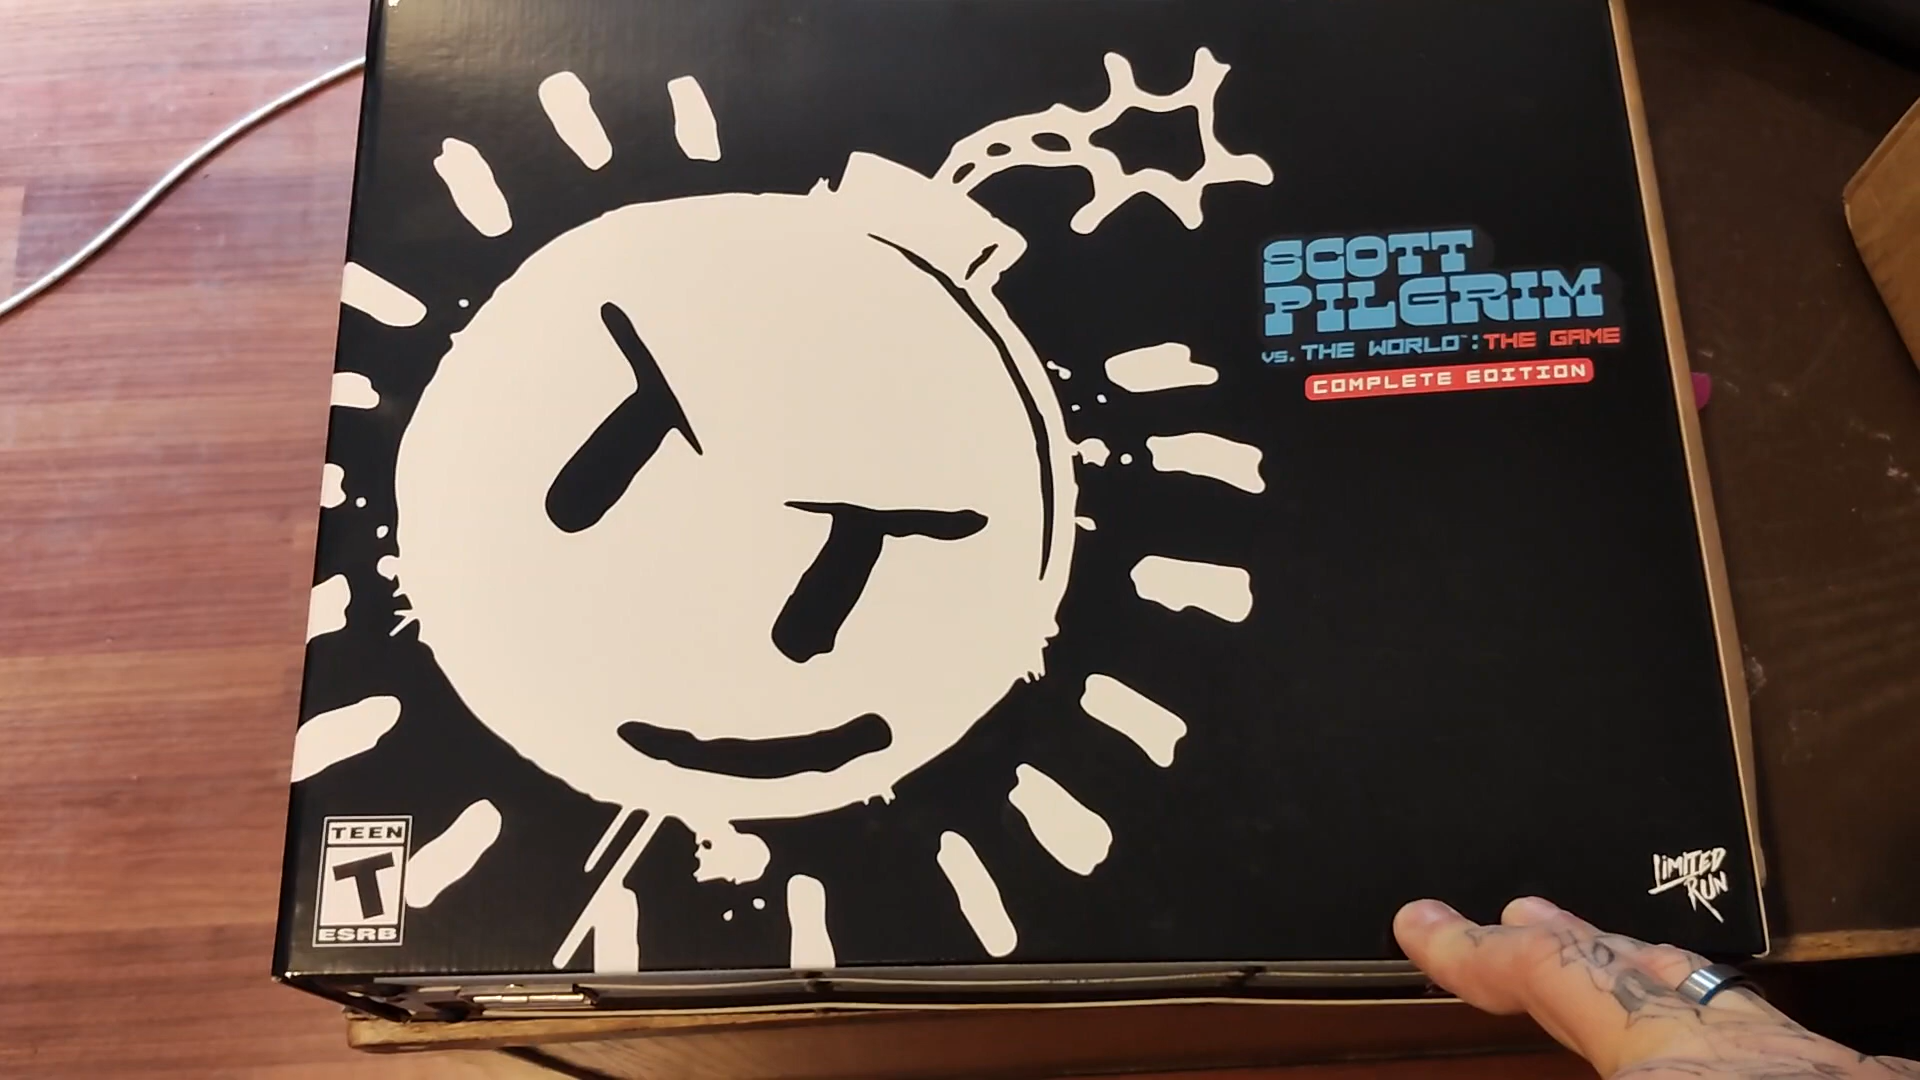 SCOTT
PILGRIM
vs. THE WORLD™: THE GAME
COMPLETE EDITION
TEEN
T
ESRB
LIMITED
RUN